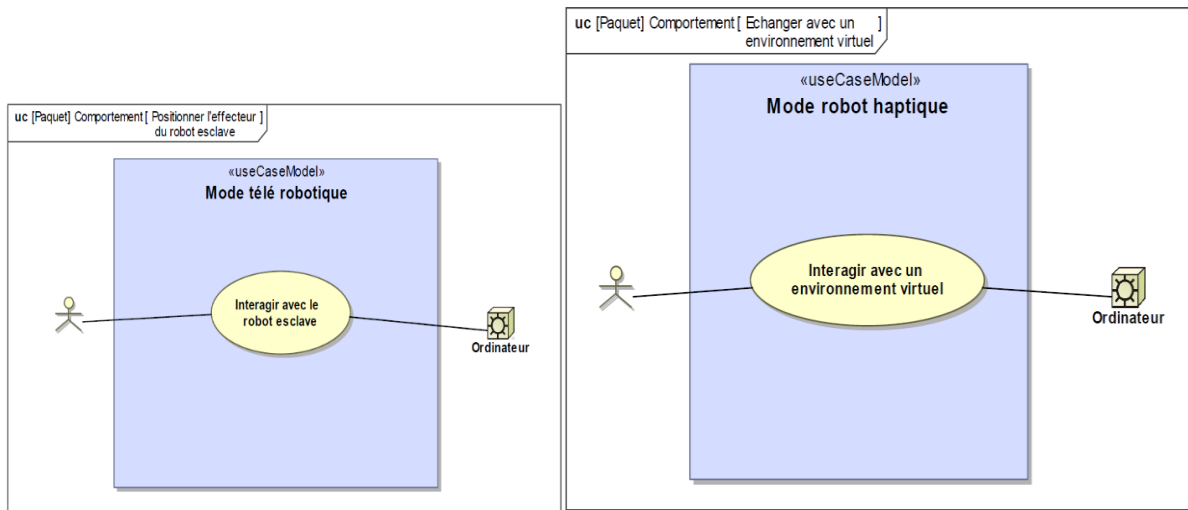 uc [Paquet] Comportement [ Positionner l'effecteur ]
du robot esclave
«useCaseModel»
Mode télé robotique
Interagir avec le
robot esclave
Ordinateur
uc [Paquet] Comportement [ Echanger avec un ]
environnement virtuel
«useCaseModel»
Mode robot haptique
Interagir avec un
environnement virtuel
Ordinateur